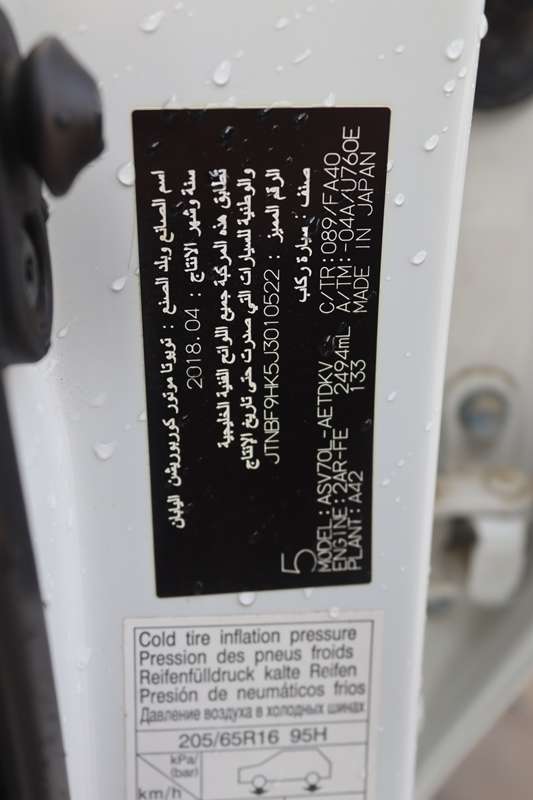 اسم الصانع وبلد الصنع : تويوتا موتور كوربوريشن اليابان
سنة وشهر الانتاج : 2018.04
تطابق هذه المركبة جميع اللوائح الفنية الخليجية
والوطنية للسيارات التي صدرت حتى تاريخ الإنتاج
الرقم المميز : JTNBF9HK5J3010522
صنف : سيارة ركاب
5
MODEL:ASV70L-AETDKV C/TR:089/FA40
ENGINE:2AR-FE 2494mL A/TM:-04A/U760E
PLANT:A42 133 MADE IN JAPAN
Cold tire inflation pressure
Pression des pneus froids
Reifenfülldruck kalte Reifen
Presión de neumáticos frios
Давление воздуха в холодных шинах
205/65R16 95H
kPa/
(bar)
km/h